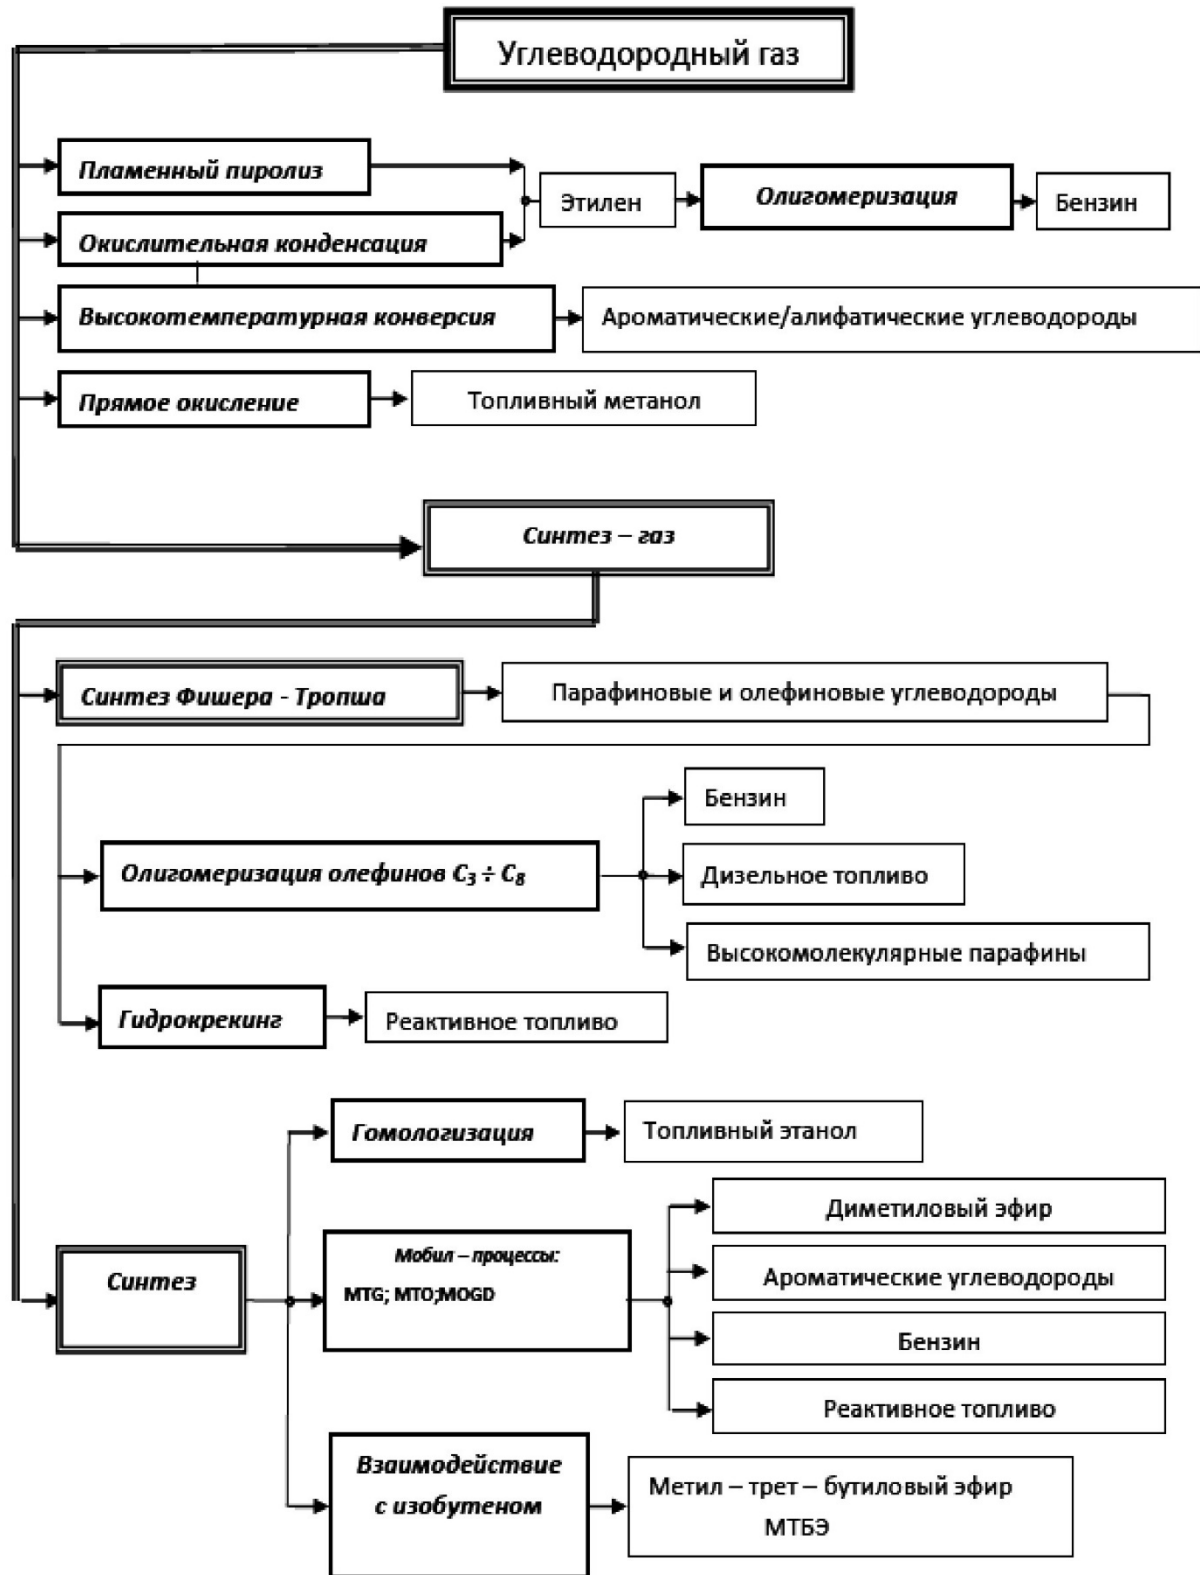 Углеводородный газ
Пламенный пиролиз
Окислительная конденсация
Этилен
Олигомеризация
Бензин
Высокотемпературная конверсия
Ароматические/алифатические углеводороды
Прямое окисление
Топливный метанол
Синтез – газ
Синтез Фишера - Тропша
Парафиновые и олефиновые углеводороды
Бензин
Олигомеризация олефинов C₃ ÷ C₈
Дизельное топливо
Высокомолекулярные парафины
Гидрокрекинг
Реактивное топливо
Гомологизация
Топливный этанол
Синтез
Мобил – процессы:
MTG; MTO;MOGD
Диметиловый эфир
Ароматические углеводороды
Бензин
Реактивное топливо
Взаимодействие
с изобутеном
Метил – трет – бутиловый эфир
МТБЭ